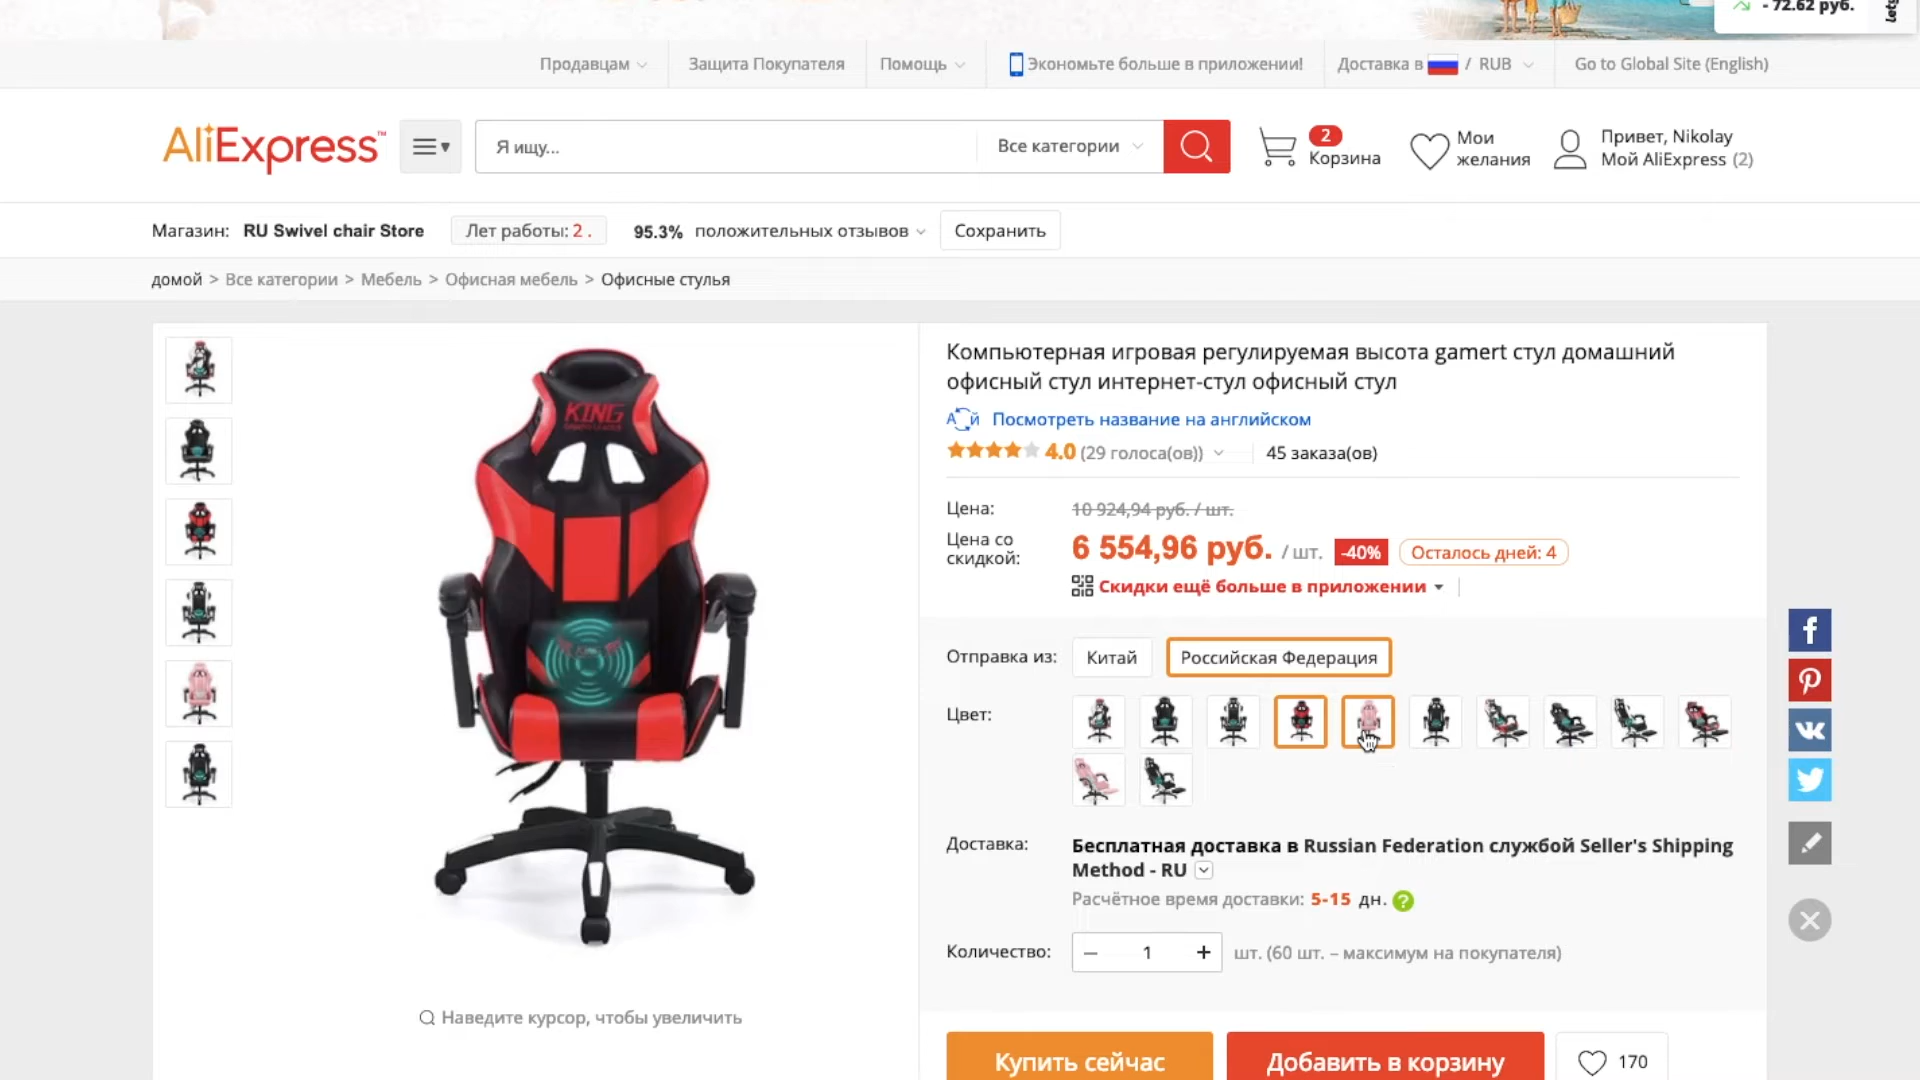 - 72.62 руб.
Продавцам
Защита Покупателя
Помощь
Экономьте больше в приложении!
Доставка в / RUB
Go to Global Site (English)
AliExpress™
Я ищу...
Все категории
2
Корзина
Мои
желания
Привет, Nikolay
Мой AliExpress (2)
Магазин: RU Swivel chair Store
Лет работы: 2 .
95.3% положительных отзывов
Сохранить
домой > Все категории > Мебель > Офисная мебель > Офисные стулья
Компьютерная игровая регулируемая высота gamert стул домашний
офисный стул интернет-стул офисный стул
Посмотреть название на английском
4.0 (29 голоса(ов))
45 заказа(ов)
Цена:
10 924,94 руб. / шт.
Цена со
скидкой:
6 554,96 руб. / шт.
-40%
Осталось дней: 4
Скидки ещё больше в приложении
KING
Отправка из:
Китай
Российская Федерация
Цвет:
Доставка:
Бесплатная доставка в Russian Federation службой Seller's Shipping
Method - RU
Расчётное время доставки: 5-15 дн. ?
Количество:
– 1 +
шт. (60 шт. – максимум на покупателя)
Наведите курсор, чтобы увеличить
Купить сейчас
Добавить в корзину
170